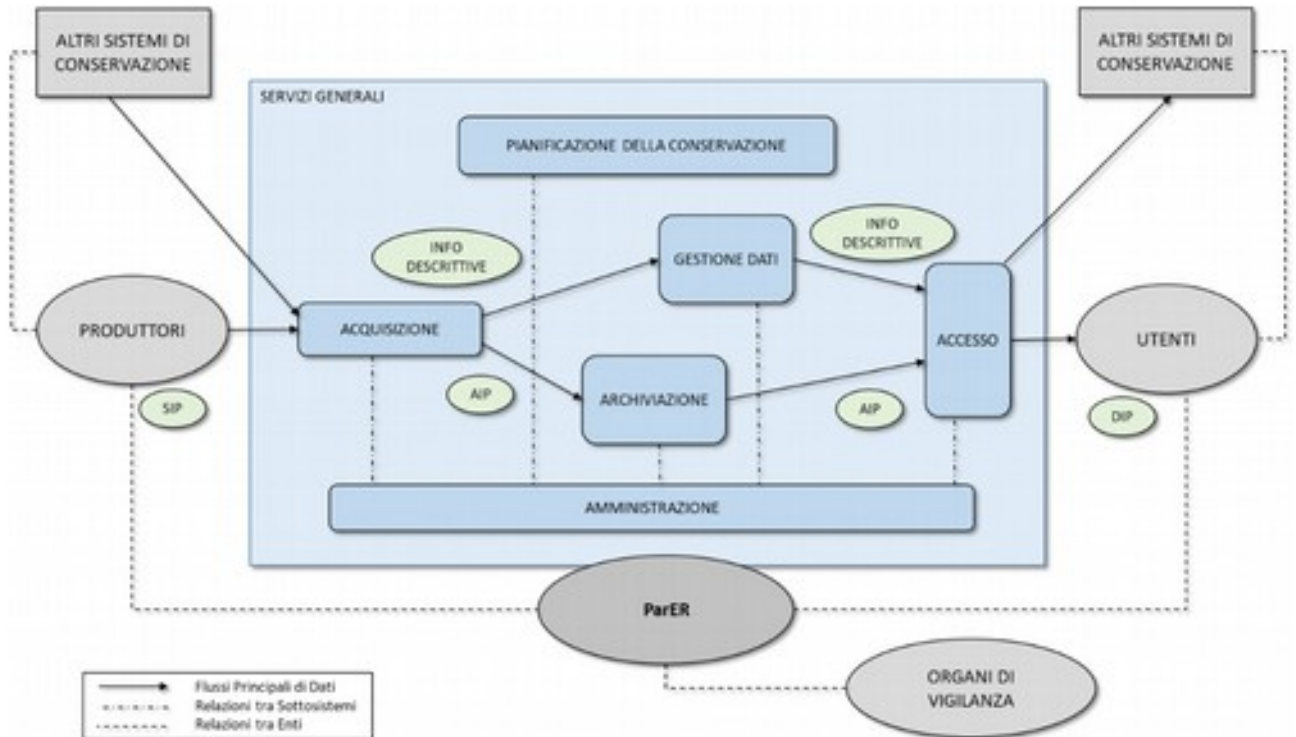 ALTRI SISTEMI DI
CONSERVAZIONE
ALTRI SISTEMI DI
CONSERVAZIONE
SERVIZI GENERALI
PIANIFICAZIONE DELLA CONSERVAZIONE
INFO
DESCRITTIVE
GESTIONE DATI
INFO
DESCRITTIVE
PRODUTTORI
ACQUISIZIONE
ACCESSO
UTENTI
SIP
AIP
ARCHIVIAZIONE
AIP
DIP
AMMINISTRAZIONE
ParER
ORGANI DI
VIGILANZA
Flussi Principali di Dati
Relazioni tra Sottosistemi
Relazioni tra Enti